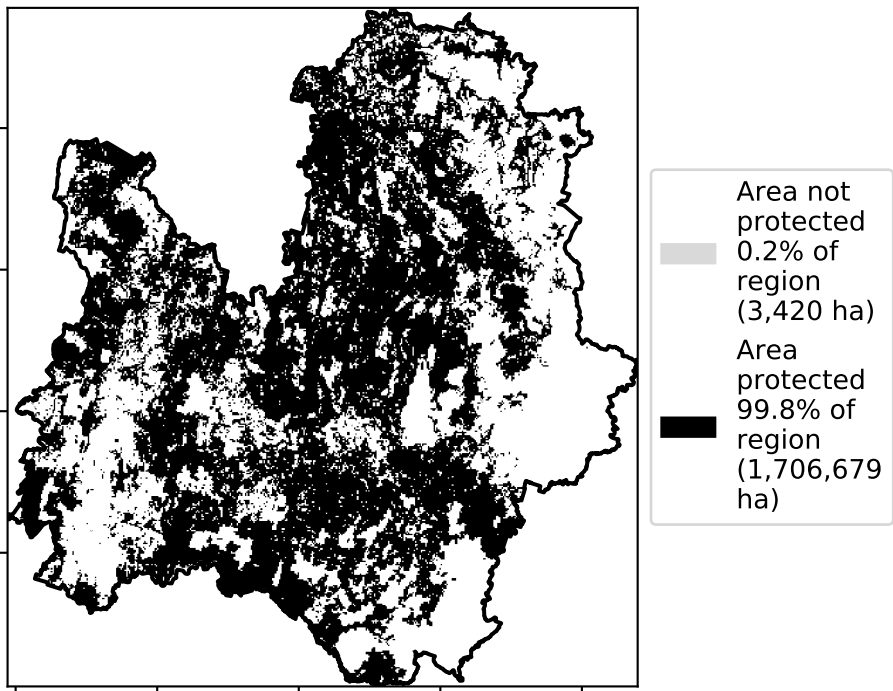 Area not
protected
0.2% of
region
(3,420 ha)
Area
protected
99.8% of
region
(1,706,679
ha)